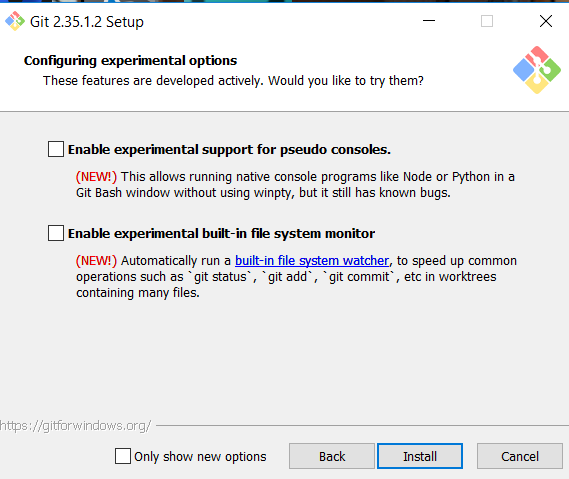 Git 2.35.1.2 Setup
Configuring experimental options
These features are developed actively. Would you like to try them?
Enable experimental support for pseudo consoles.
(NEW!) This allows running native console programs like Node or Python in a
Git Bash window without using winpty, but it still has known bugs.
Enable experimental built-in file system monitor
(NEW!) Automatically run a built-in file system watcher, to speed up common
operations such as `git status`, `git add`, `git commit`, etc in worktrees
containing many files.
https://gitforwindows.org/
Only show new options
Back
Install
Cancel